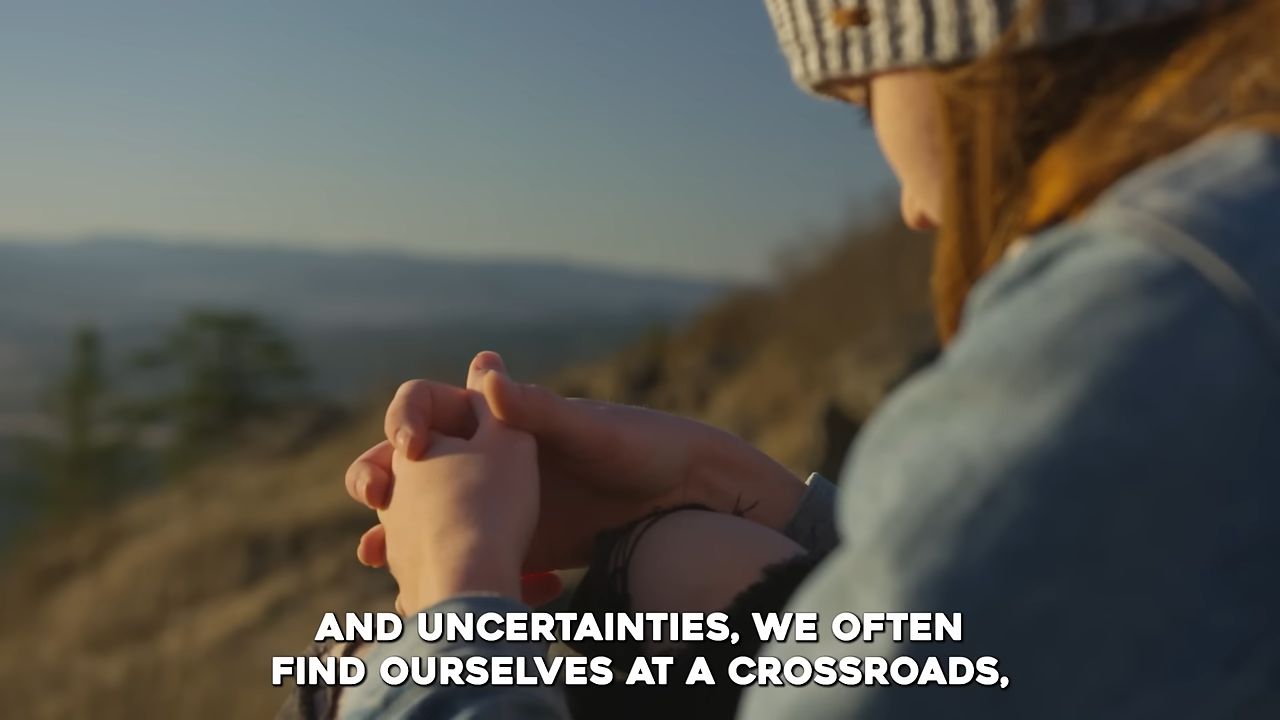 AND UNCERTAINTIES, WE OFTEN
FIND OURSELVES AT A CROSSROADS,